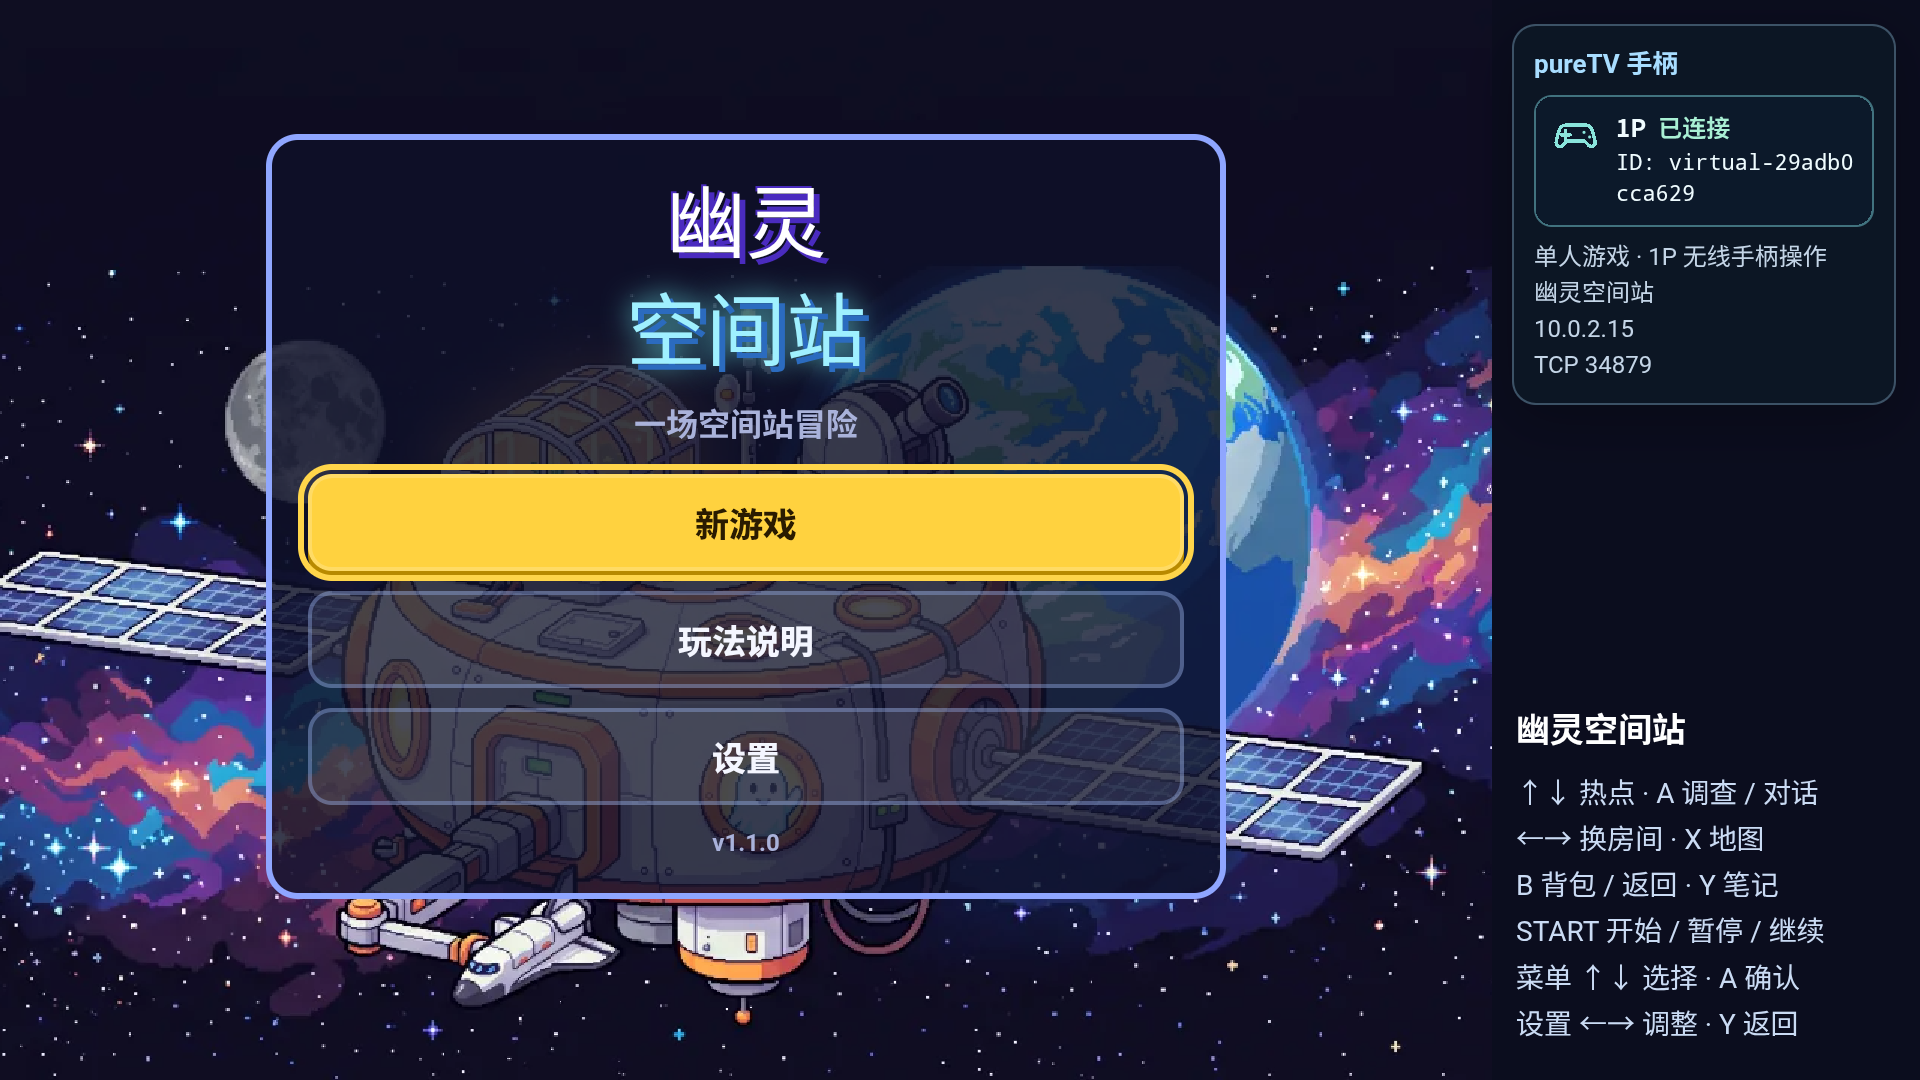 幽灵
空间站
一场空间站冒险
新游戏
玩法说明
设置
v1.1.0
pureTV 手柄
1P 已连接
ID: virtual-29adb0
cca629
单人游戏 · 1P 无线手柄操作
幽灵空间站
10.0.2.15
TCP 34879
幽灵空间站
↑↓ 热点 · A 调查 / 对话
←→ 换房间 · X 地图
B 背包 / 返回 · Y 笔记
START 开始 / 暂停 / 继续
菜单 ↑↓ 选择 · A 确认
设置 ←→ 调整 · Y 返回